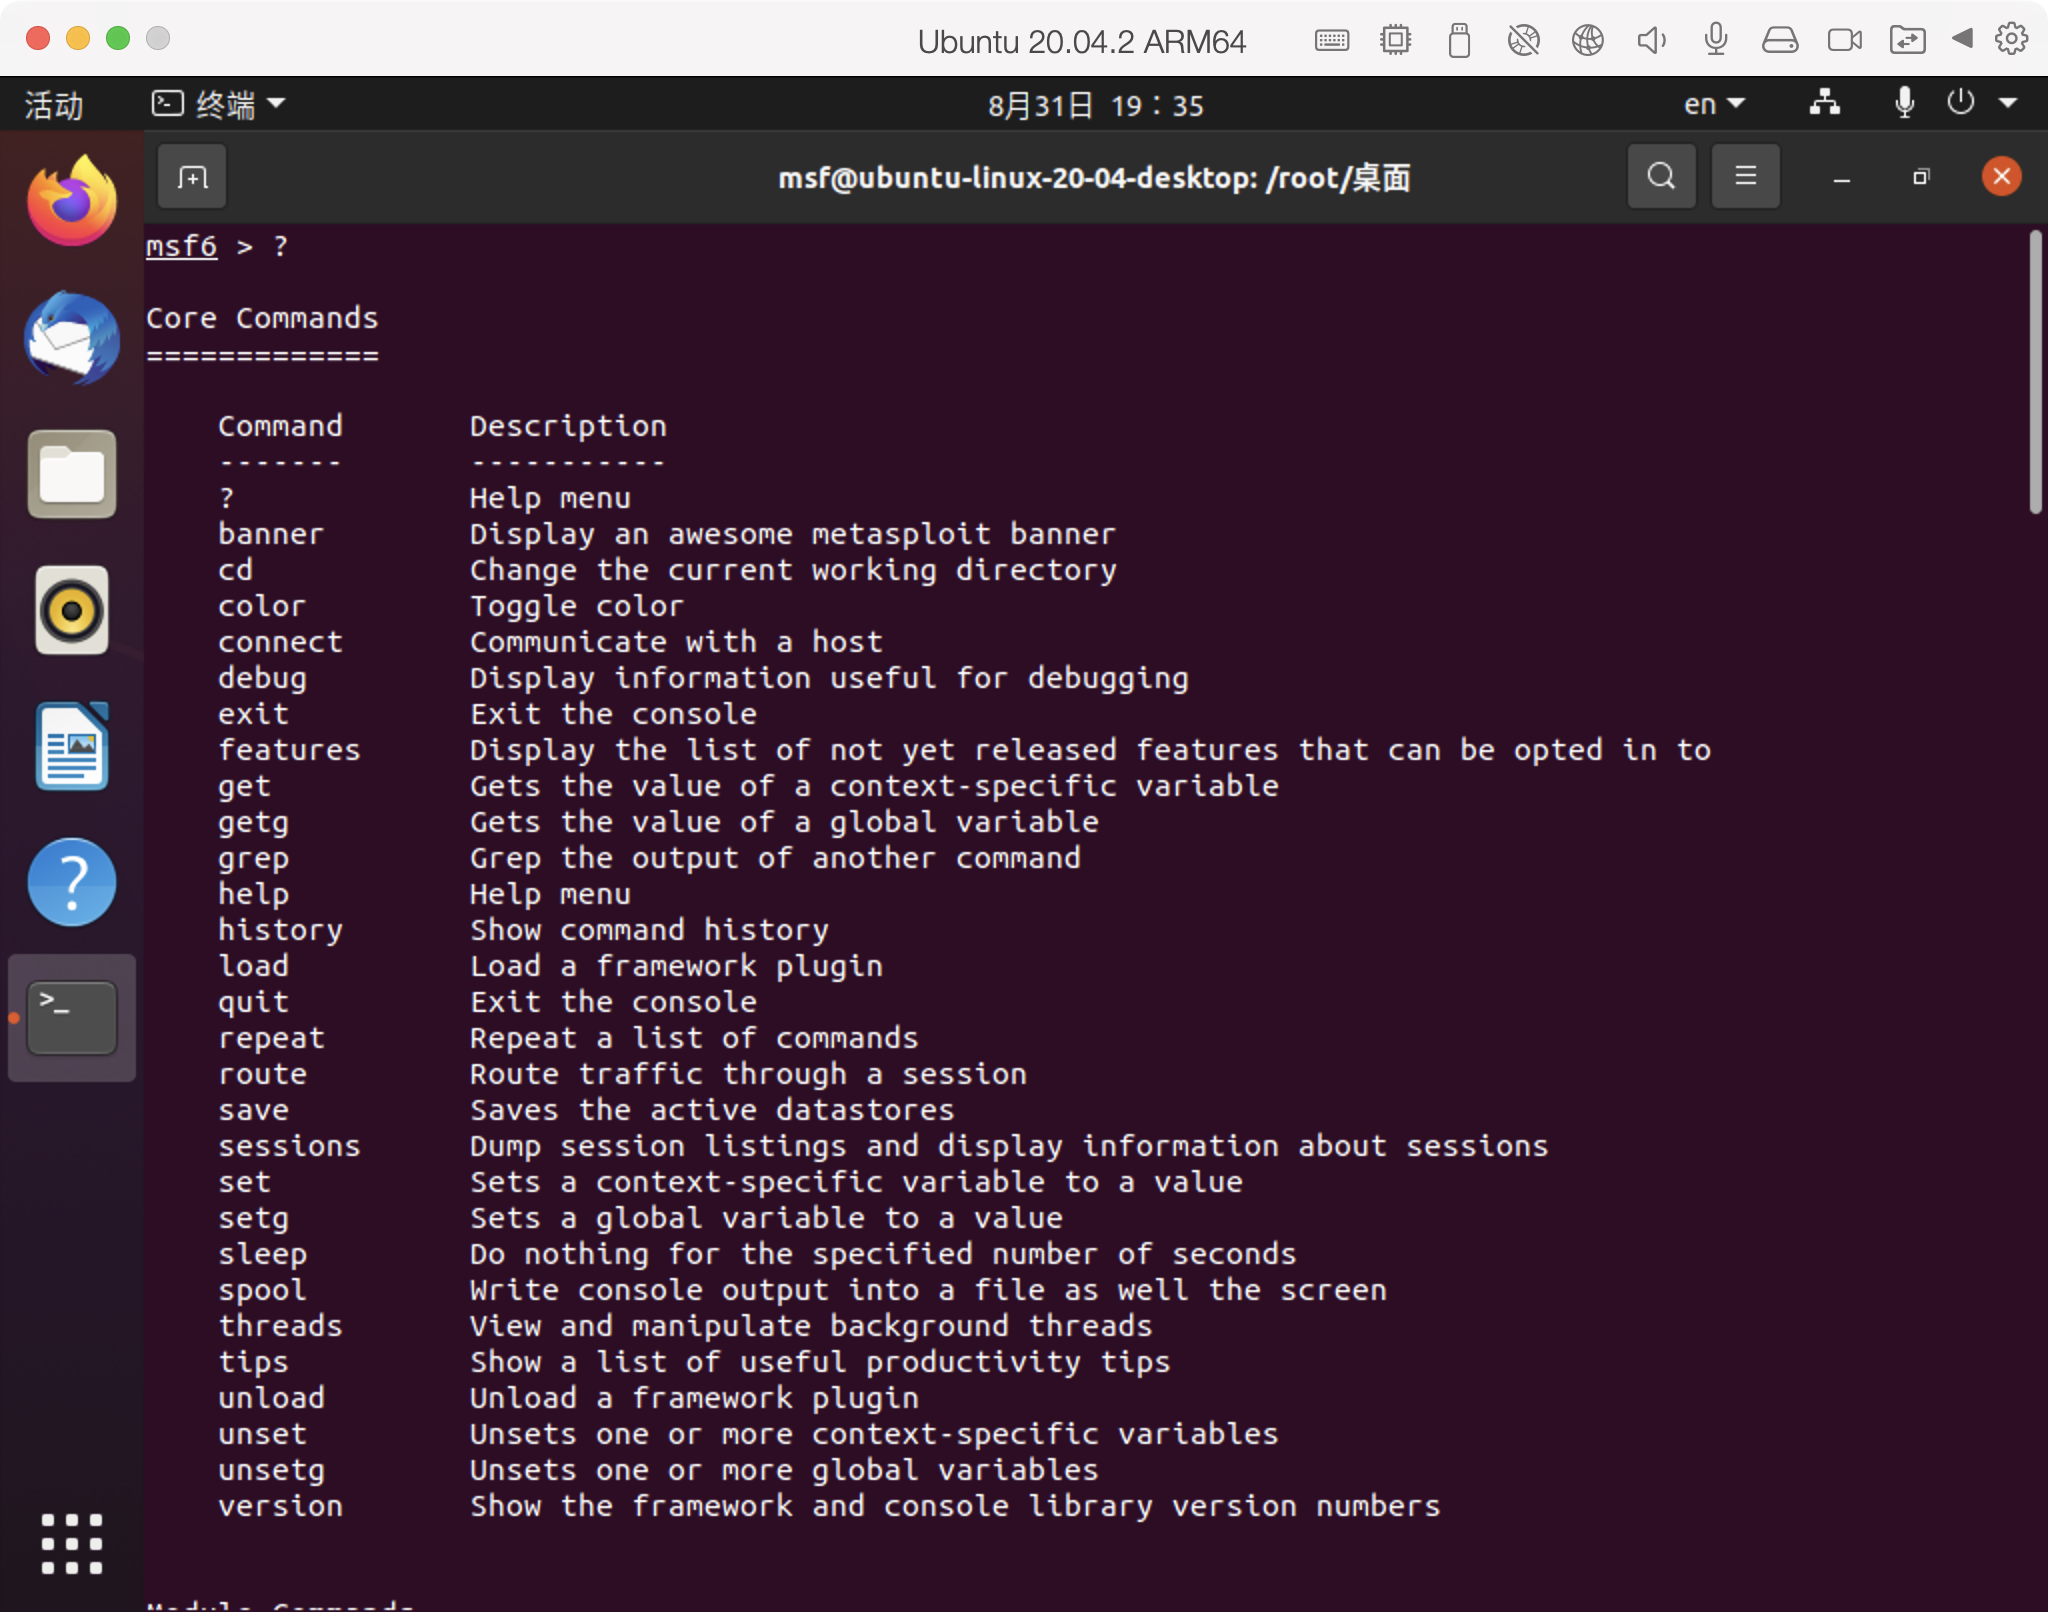 Ubuntu 20.04.2 ARM64
活动 终端 8月31日 19：35 en
msf@ubuntu-linux-20-04-desktop: /root/桌面
msf6 > ?
Core Commands
=============
Command Description
------- -----------
? Help menu
banner Display an awesome metasploit banner
cd Change the current working directory
color Toggle color
connect Communicate with a host
debug Display information useful for debugging
exit Exit the console
features Display the list of not yet released features that can be opted in to
get Gets the value of a context-specific variable
getg Gets the value of a global variable
grep Grep the output of another command
help Help menu
history Show command history
load Load a framework plugin
quit Exit the console
repeat Repeat a list of commands
route Route traffic through a session
save Saves the active datastores
sessions Dump session listings and display information about sessions
set Sets a context-specific variable to a value
setg Sets a global variable to a value
sleep Do nothing for the specified number of seconds
spool Write console output into a file as well the screen
threads View and manipulate background threads
tips Show a list of useful productivity tips
unload Unload a framework plugin
unset Unsets one or more context-specific variables
unsetg Unsets one or more global variables
version Show the framework and console library version numbers
Module Commands